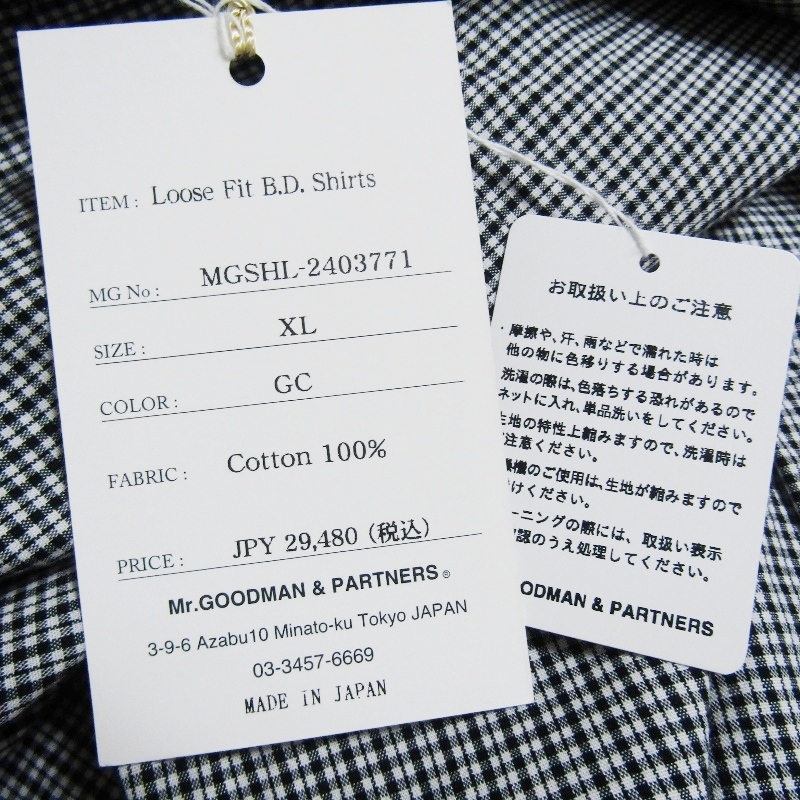 ITEM : Loose Fit B.D. Shirts
MG No : MGSHL-2403771
SIZE : XL
COLOR : GC
FABRIC : Cotton 100%
PRICE : JPY 29,480 (税込)
Mr.GOODMAN & PARTNERS ®
3-9-6 Azabu10 Minato-ku Tokyo JAPAN
03-3457-6669
MADE IN JAPAN
お取扱い上のご注意
・摩擦や、汗、雨などで濡れた時は
他の物に色移りする場合があります。
洗濯の際は、色落ちする恐れがあるので
ネットに入れ、単品洗いをしてください。
生地の特性上縮みますので、洗濯時は
注意ください。
機のご使用は、生地が縮みますので
けください。
ーニングの際には、取扱い表示
認のうえ処理してください。
ODMAN & PARTNERS